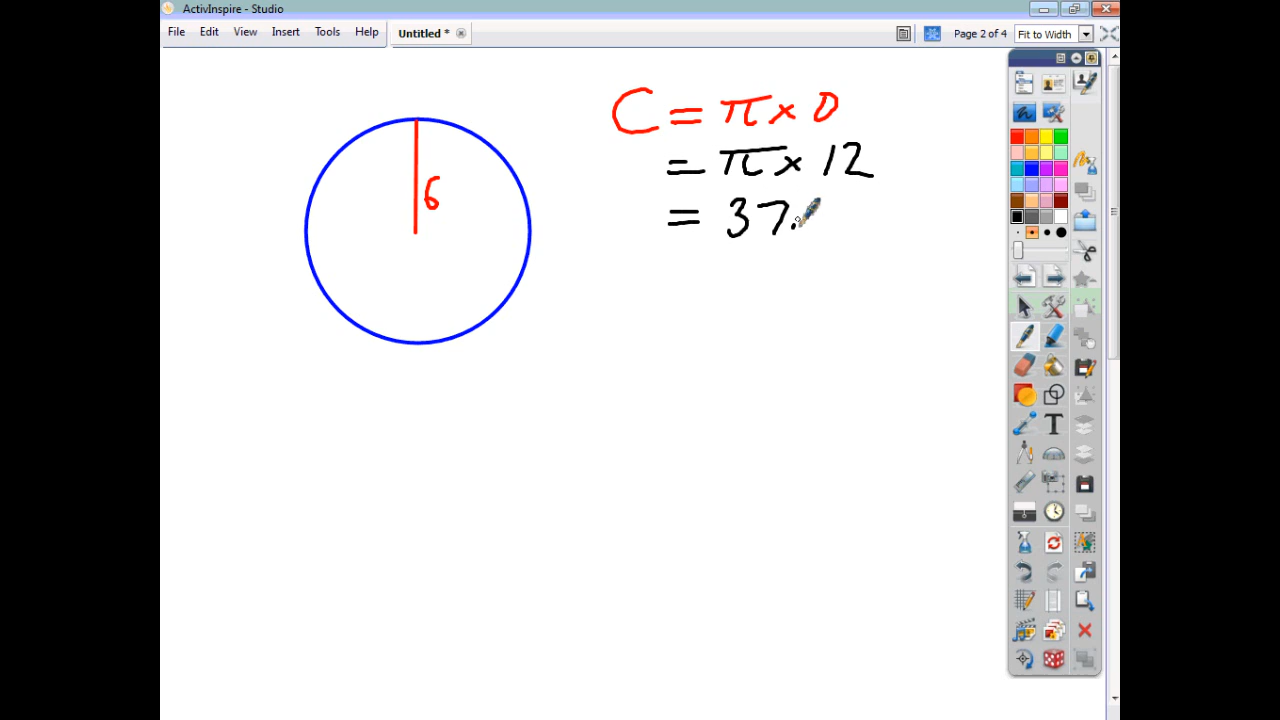 ActivInspire - Studio
File Edit View Insert Tools Help
Untitled *
Page 2 of 4
Fit to Width
C = π × D
= π × 12
= 37.
6